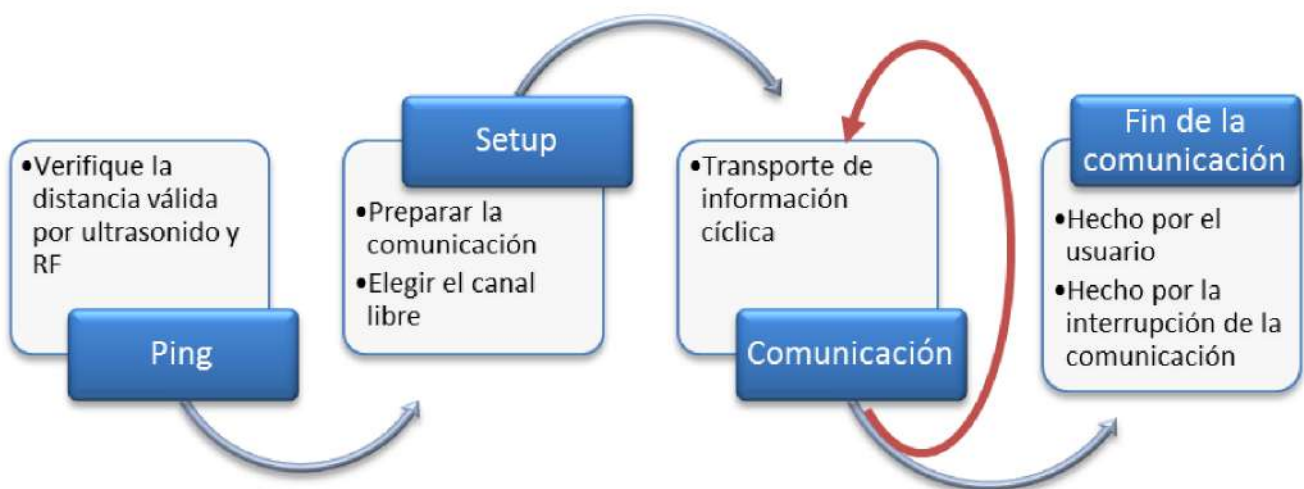 •Verifique la
distancia válida
por ultrasonido y
RF
Ping
Setup
•Preparar la
comunicación
•Elegir el canal
libre
•Transporte de
información
cíclica
Comunicación
Fin de la
comunicación
•Hecho por el
usuario
•Hecho por la
interrupción de la
comunicación